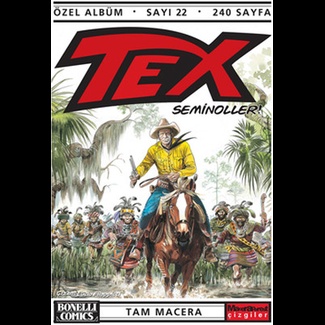 ÖZEL ALBÜM • SAYI 22 • 240 SAYFA
TEX
SEMİNOLLER!
BONELLI
COMICS
TAM MACERA
çizgiler